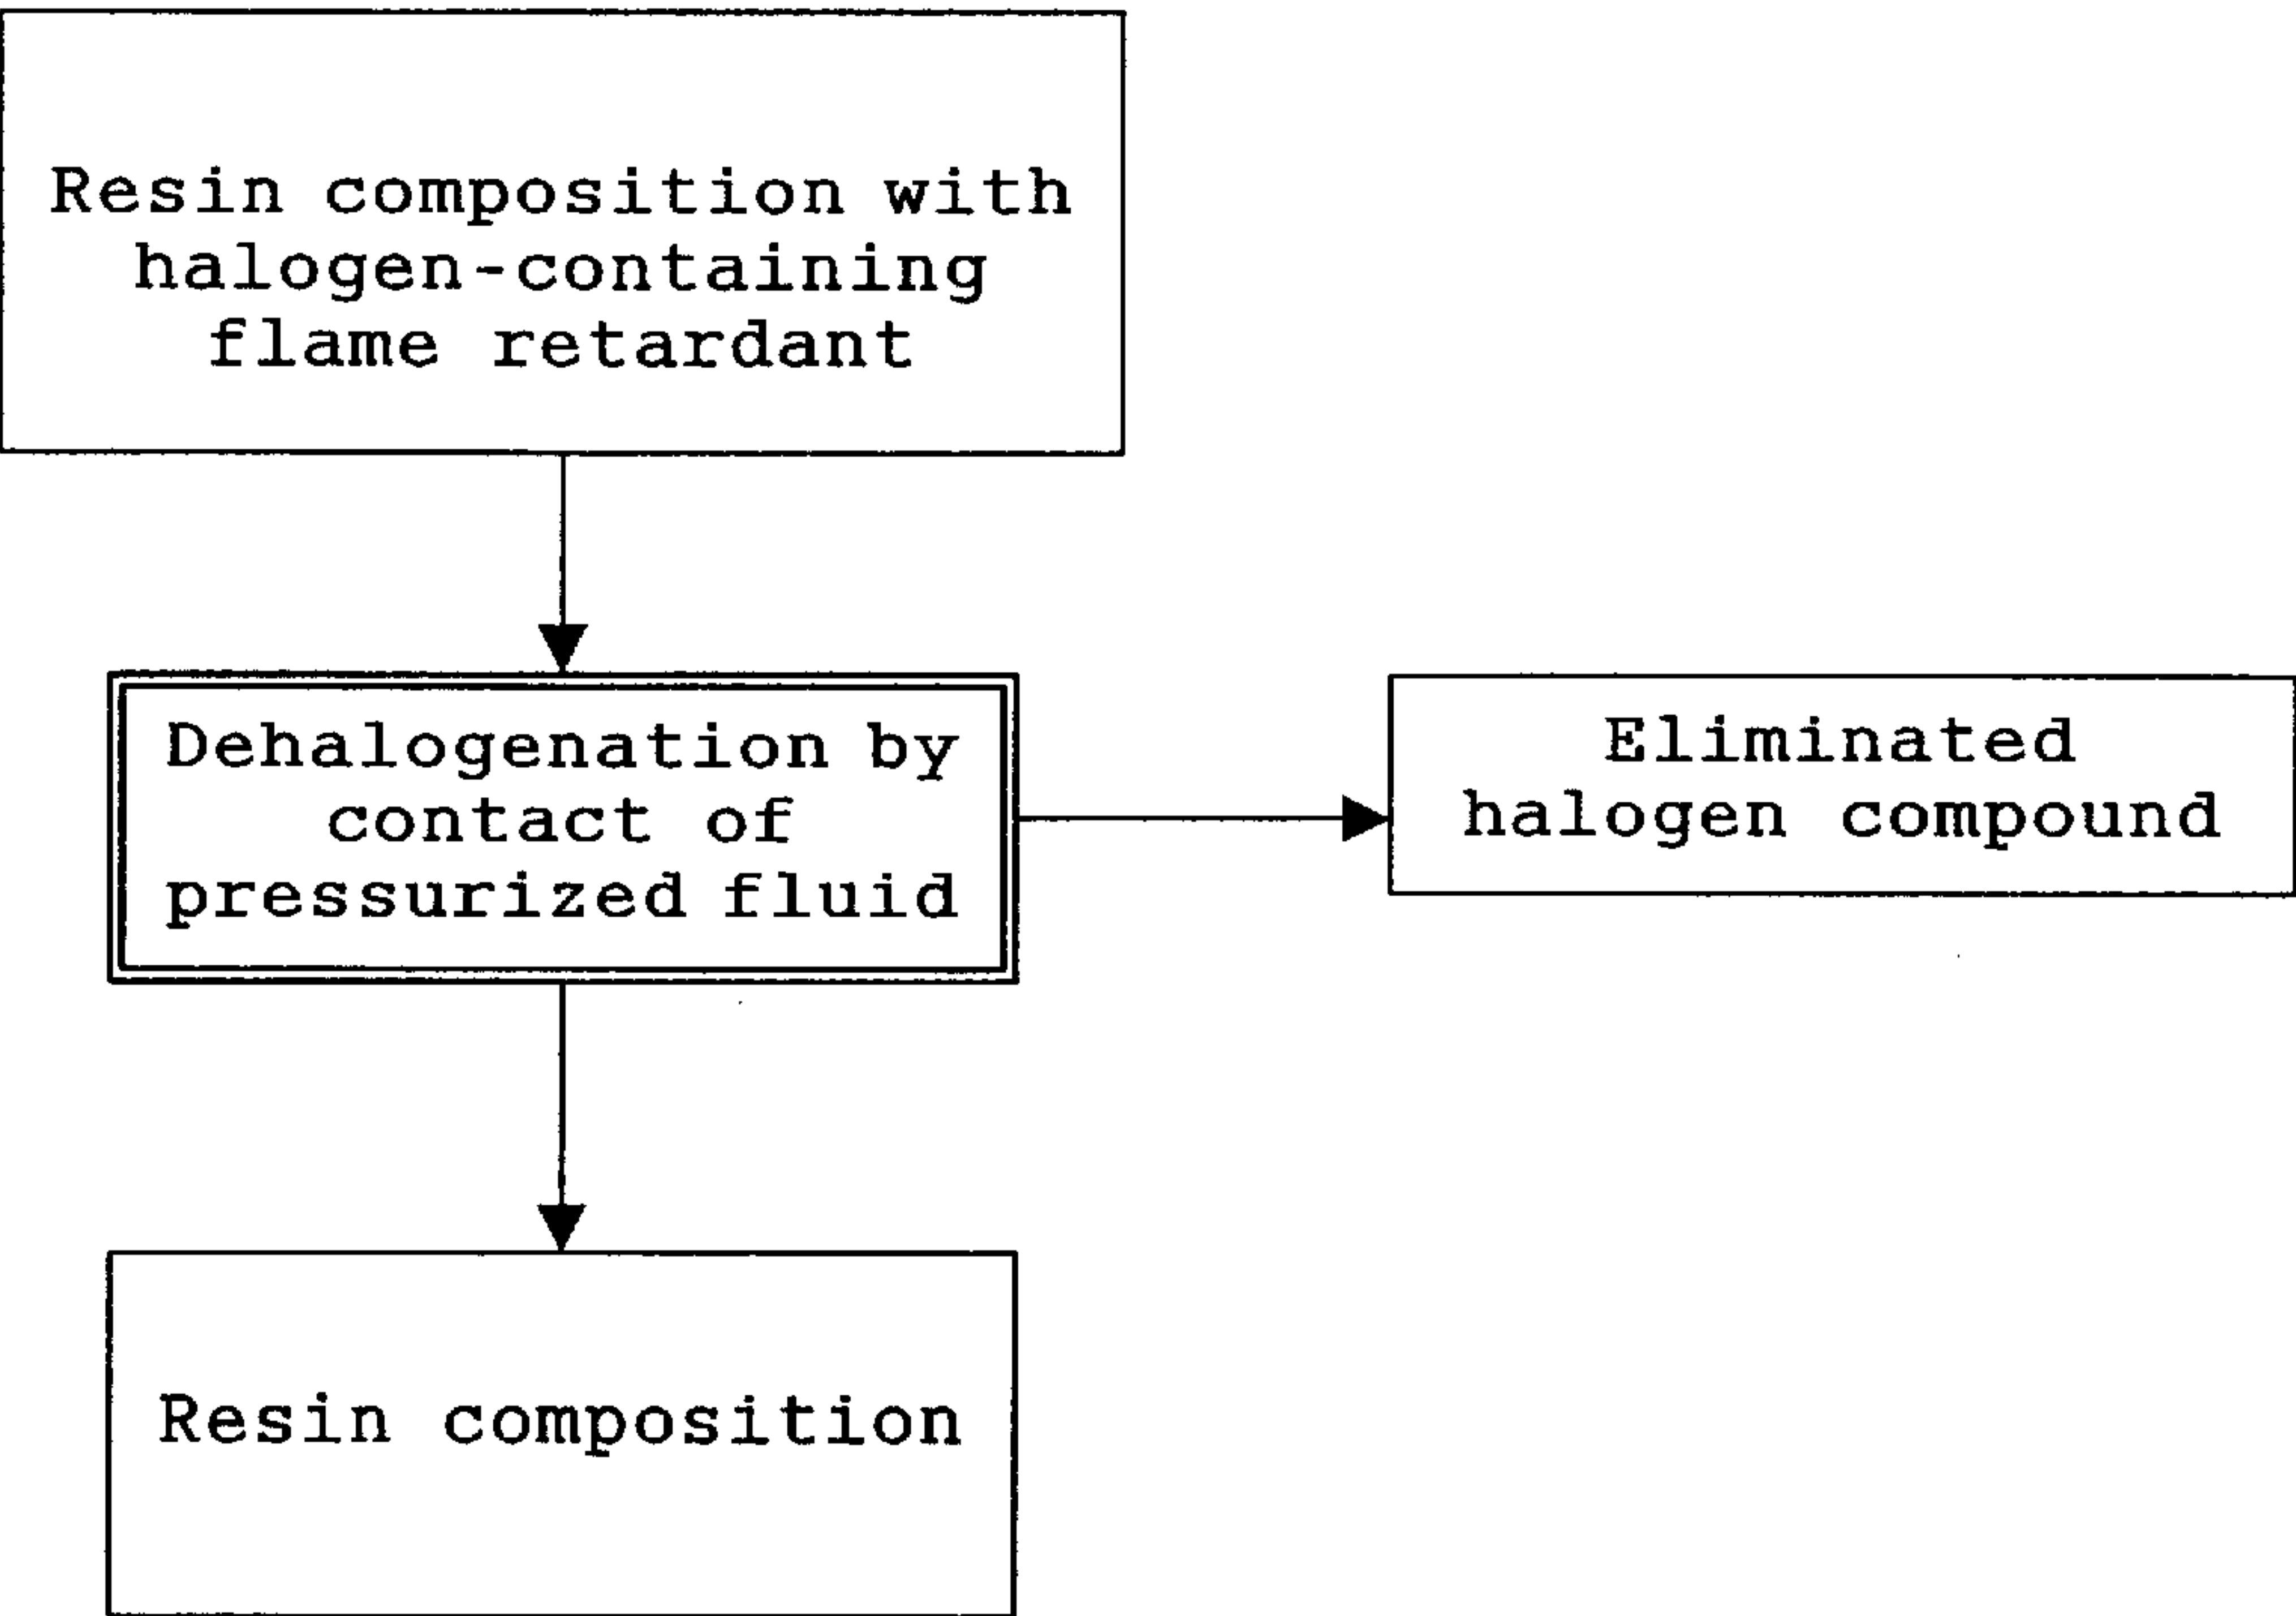 Resin composition with
halogen-containing
flame retardant
Dehalogenation by
contact of
pressurized fluid
Eliminated
halogen compound
Resin composition